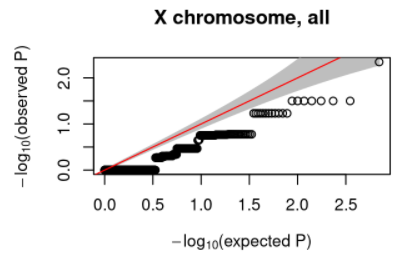 X chromosome, all
−log₁₀(observed P)
2.0
1.0
0.0
0.0 0.5 1.0 1.5 2.0 2.5
−log₁₀(expected P)